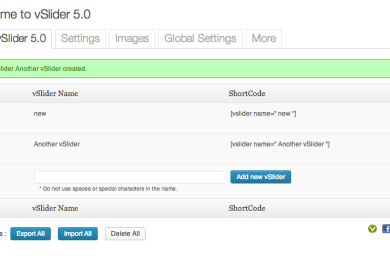 me to vSlider 5.0
vSlider 5.0 Settings Images Global Settings More
lider Another vSlider created.
vSlider Name ShortCode
new [vslider name=" new "]
Another vSlider [vslider name=" Another vSlider "]
Add new vSlider
* Do not use spaces or special characters in the name.
vSlider Name ShortCode
s : Export All Import All Delete All